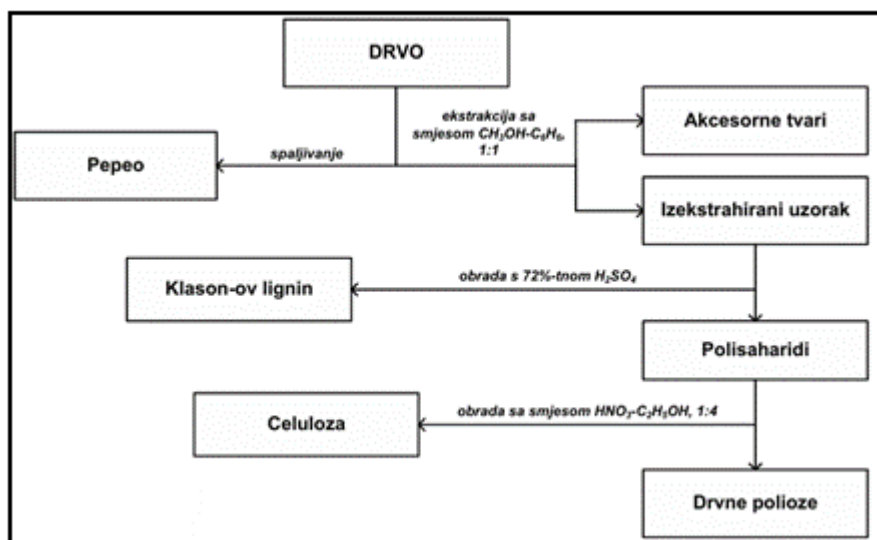 DRVO
ekstrakcija sa
smjesom CH₃OH-C₆H₆,
1:1
Akcesorne tvari
Pepeo
spaljivanje
Izekstrahirani uzorak
Klason-ov lignin
obrada s 72%-tnom H₂SO₄
Polisaharidi
Celuloza
obrada sa smjesom HNO₃-C₂H₅OH, 1:4
Drvne polioze